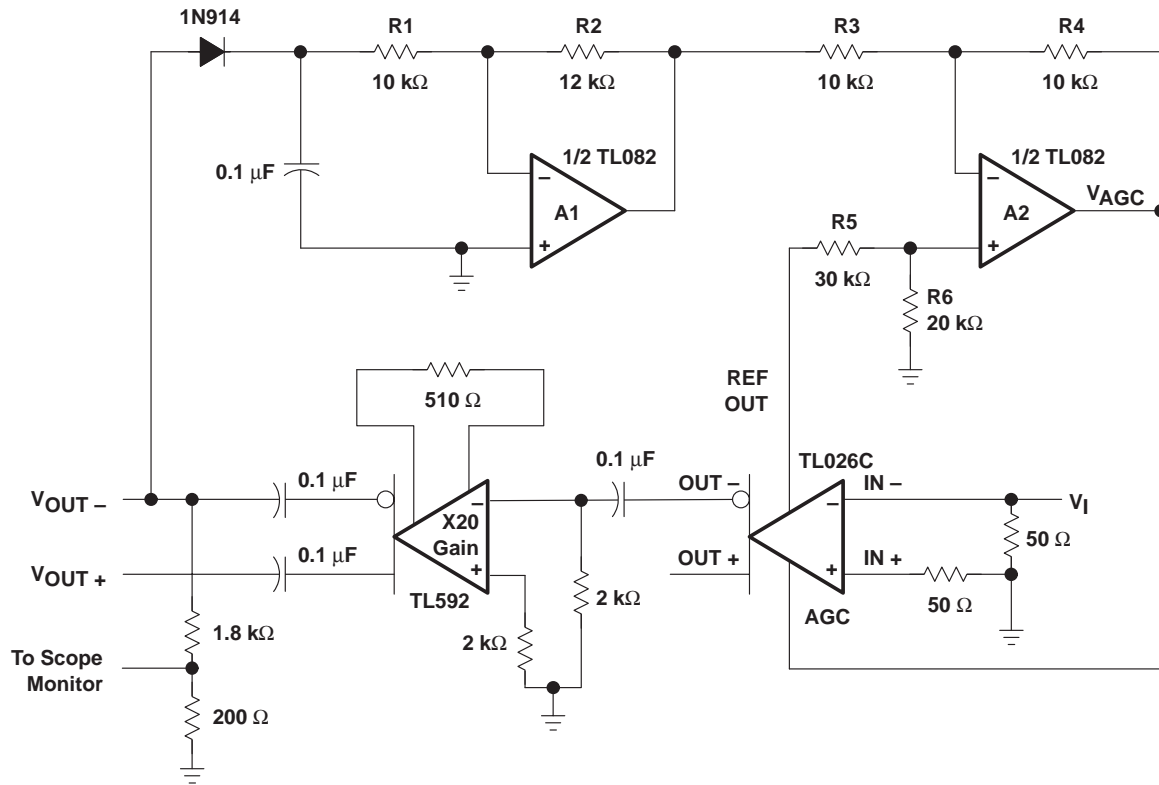 1N914
R1
10 kΩ
R2
12 kΩ
R3
10 kΩ
R4
10 kΩ
0.1 μF
1/2 TL082
−
A1
+
1/2 TL082
−
A2
+
VAGC
R5
30 kΩ
R6
20 kΩ
REF
OUT
510 Ω
0.1 μF
TL026C
VOUT −
0.1 μF
−
X20
Gain
+
OUT −
IN −
−
VI
50 Ω
VOUT +
0.1 μF
TL592
OUT +
+
IN +
50 Ω
AGC
1.8 kΩ
2 kΩ
2 kΩ
To Scope
Monitor
200 Ω